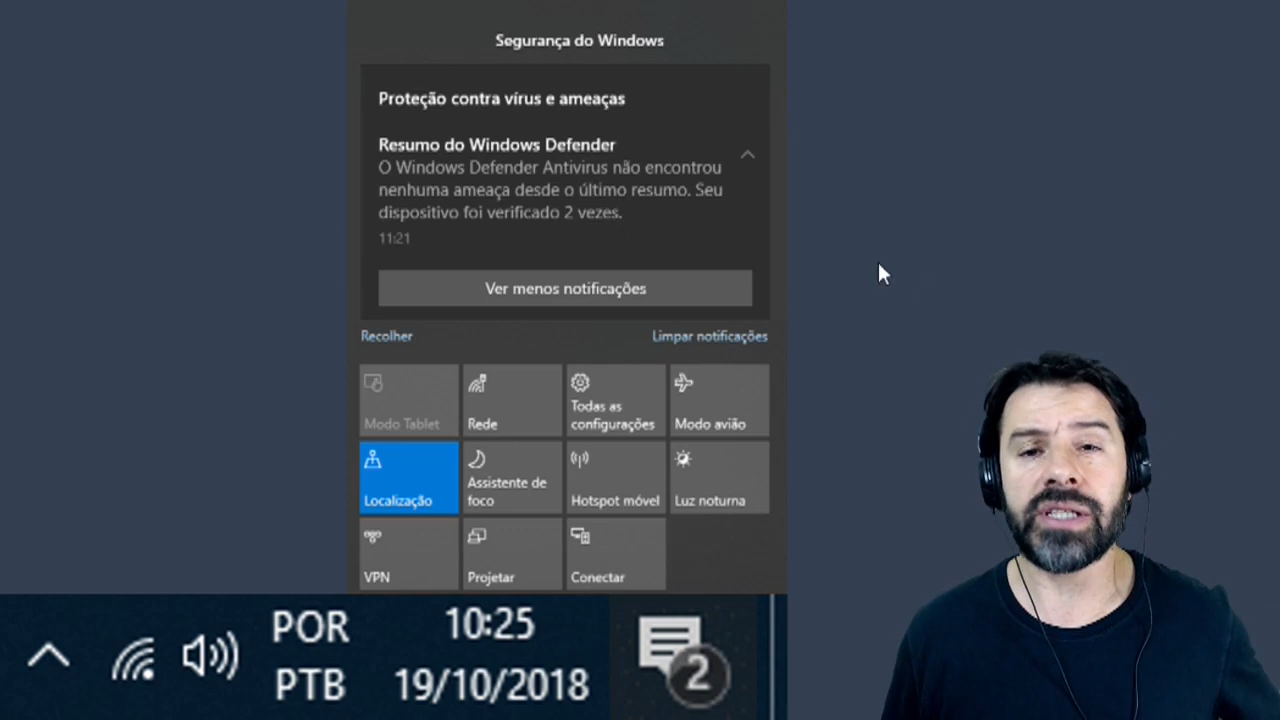 Segurança do Windows
Proteção contra vírus e ameaças
Resumo do Windows Defender
O Windows Defender Antivirus não encontrou
nenhuma ameaça desde o último resumo. Seu
dispositivo foi verificado 2 vezes.
11:21
Ver menos notificações
Recolher
Limpar notificações
Modo Tablet
Rede
Todas as
configurações
Modo avião
Localização
Assistente de
foco
Hotspot móvel
Luz noturna
VPN
Projetar
Conectar
POR
PTB
10:25
19/10/2018
2